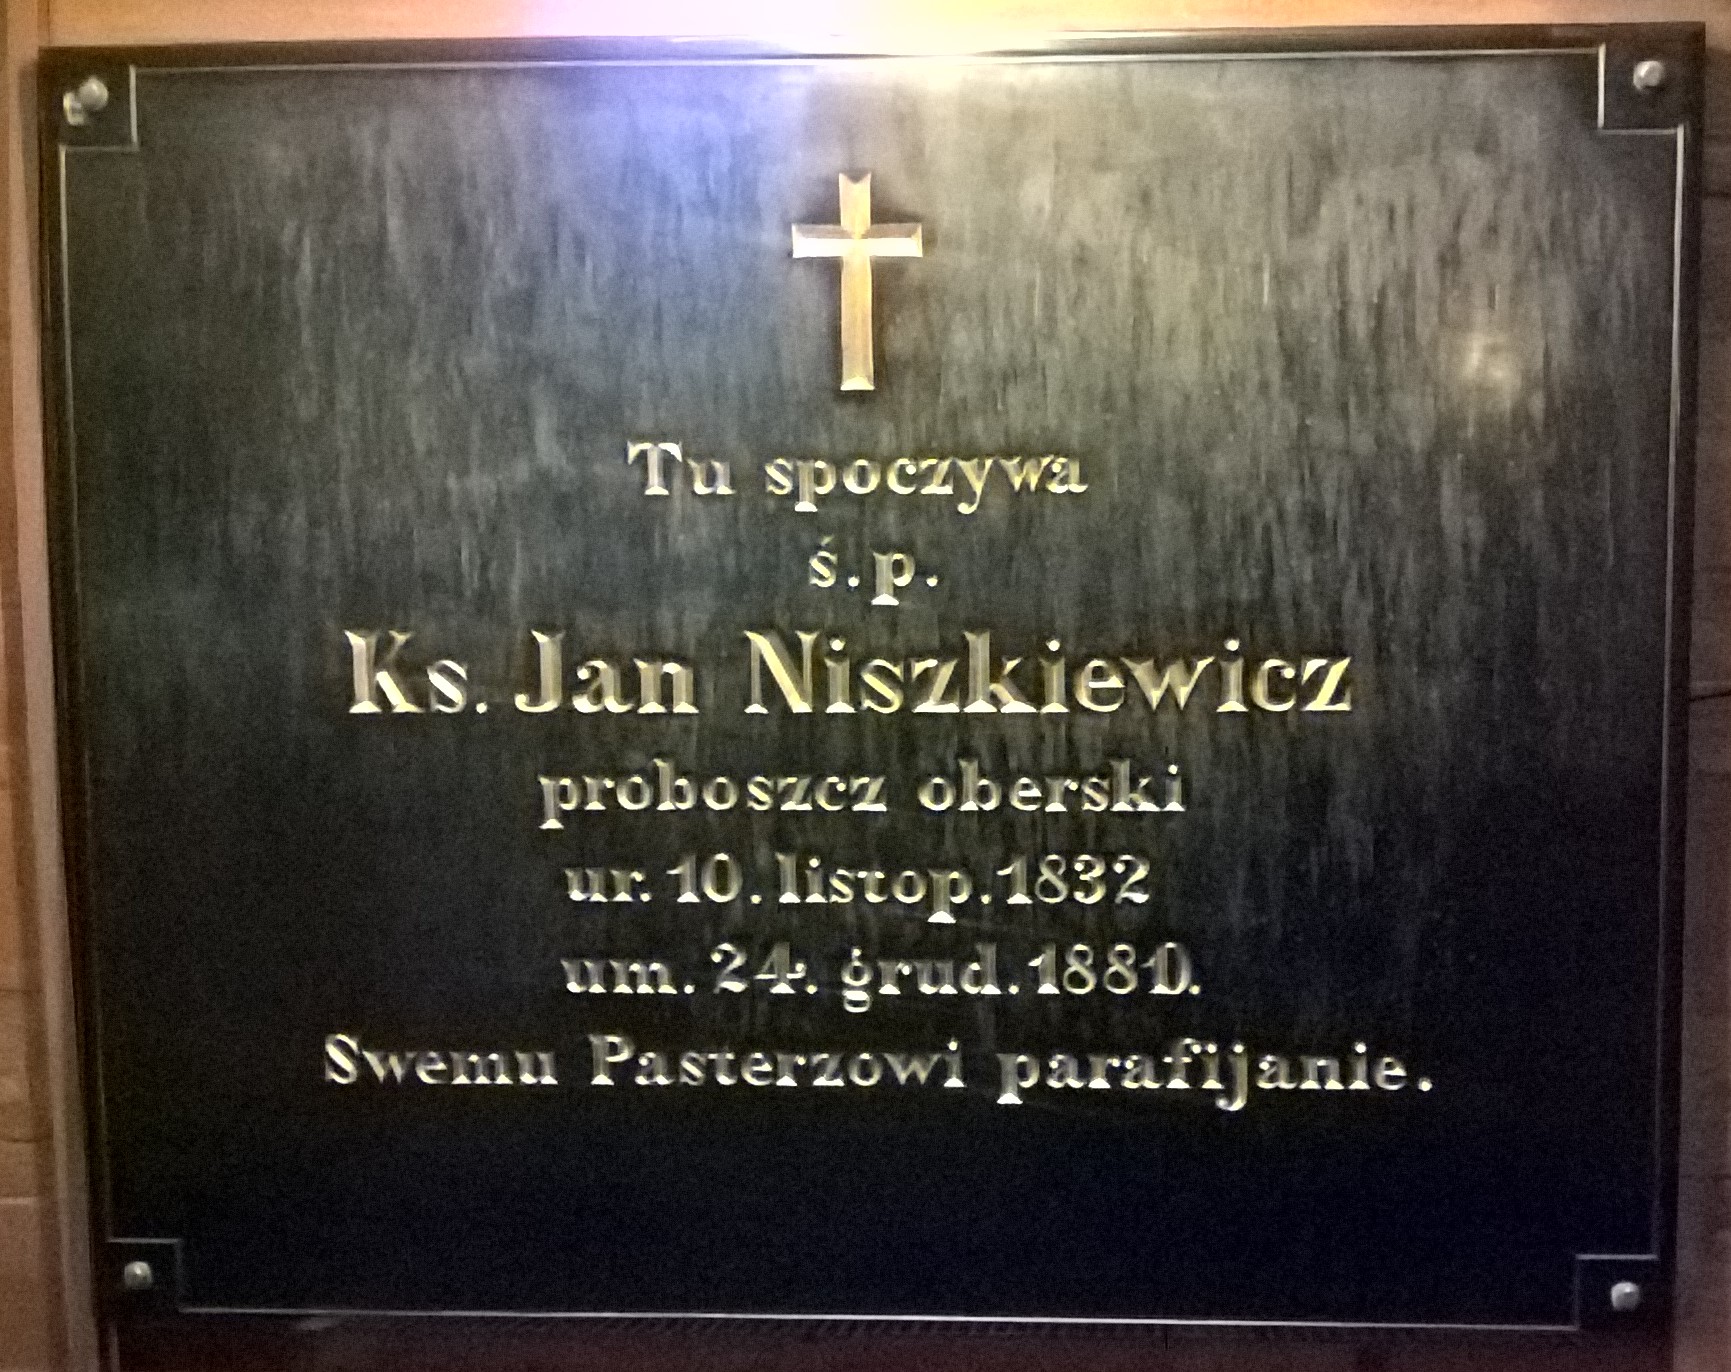 Tu spoczywa
ś.p.
Ks. Jan Niszkiewicz
proboszcz oberski
ur. 10. listop. 1832
um. 24. grud. 1880.
Swemu Pasterzowi parafijanie.